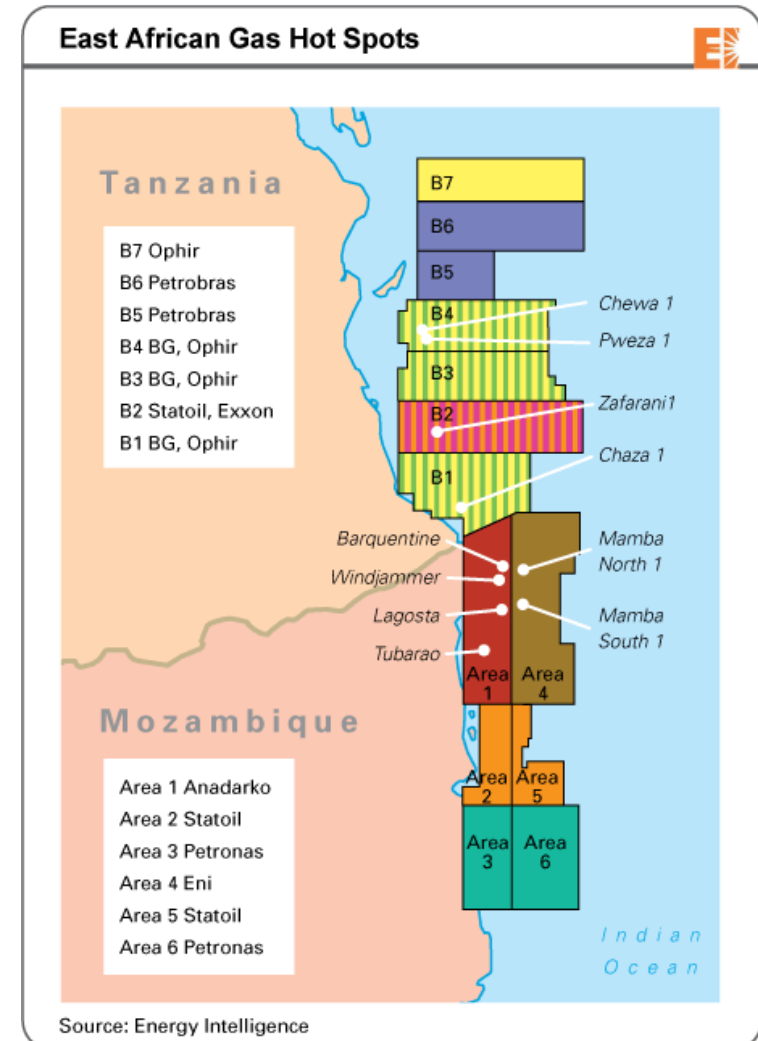 East African Gas Hot Spots
EI
Tanzania
B7 Ophir
B6 Petrobras
B5 Petrobras
B4 BG, Ophir
B3 BG, Ophir
B2 Statoil, Exxon
B1 BG, Ophir
B7
B6
B5
B4
B3
B2
B1
Chewa 1
Pweza 1
Zafarani1
Chaza 1
Barquentine
Windjammer
Lagosta
Tubarao
Mamba
North 1
Mamba
South 1
Area
1
Area
4
Area
2
Area
5
Area
3
Area
6
Mozambique
Area 1 Anadarko
Area 2 Statoil
Area 3 Petronas
Area 4 Eni
Area 5 Statoil
Area 6 Petronas
Indian
Ocean
Source: Energy Intelligence